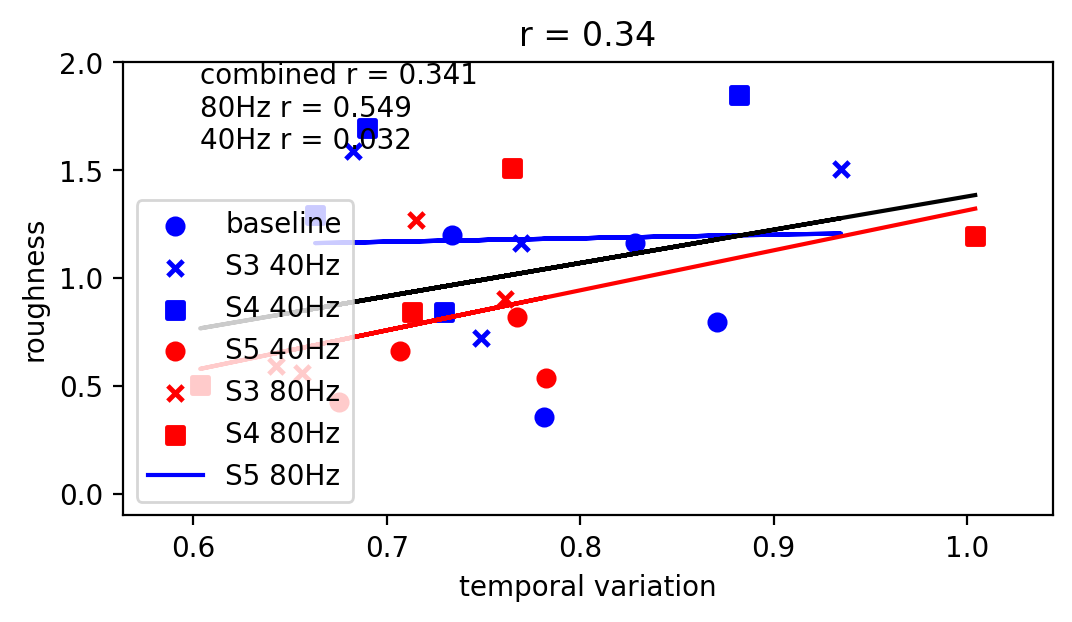 r = 0.34
combined r = 0.341
80Hz r = 0.549
40Hz r = 0.032
2.0
1.5
1.0
0.5
0.0
roughness
baseline
S3 40Hz
S4 40Hz
S5 40Hz
S3 80Hz
S4 80Hz
S5 80Hz
0.6 0.7 0.8 0.9 1.0
temporal variation